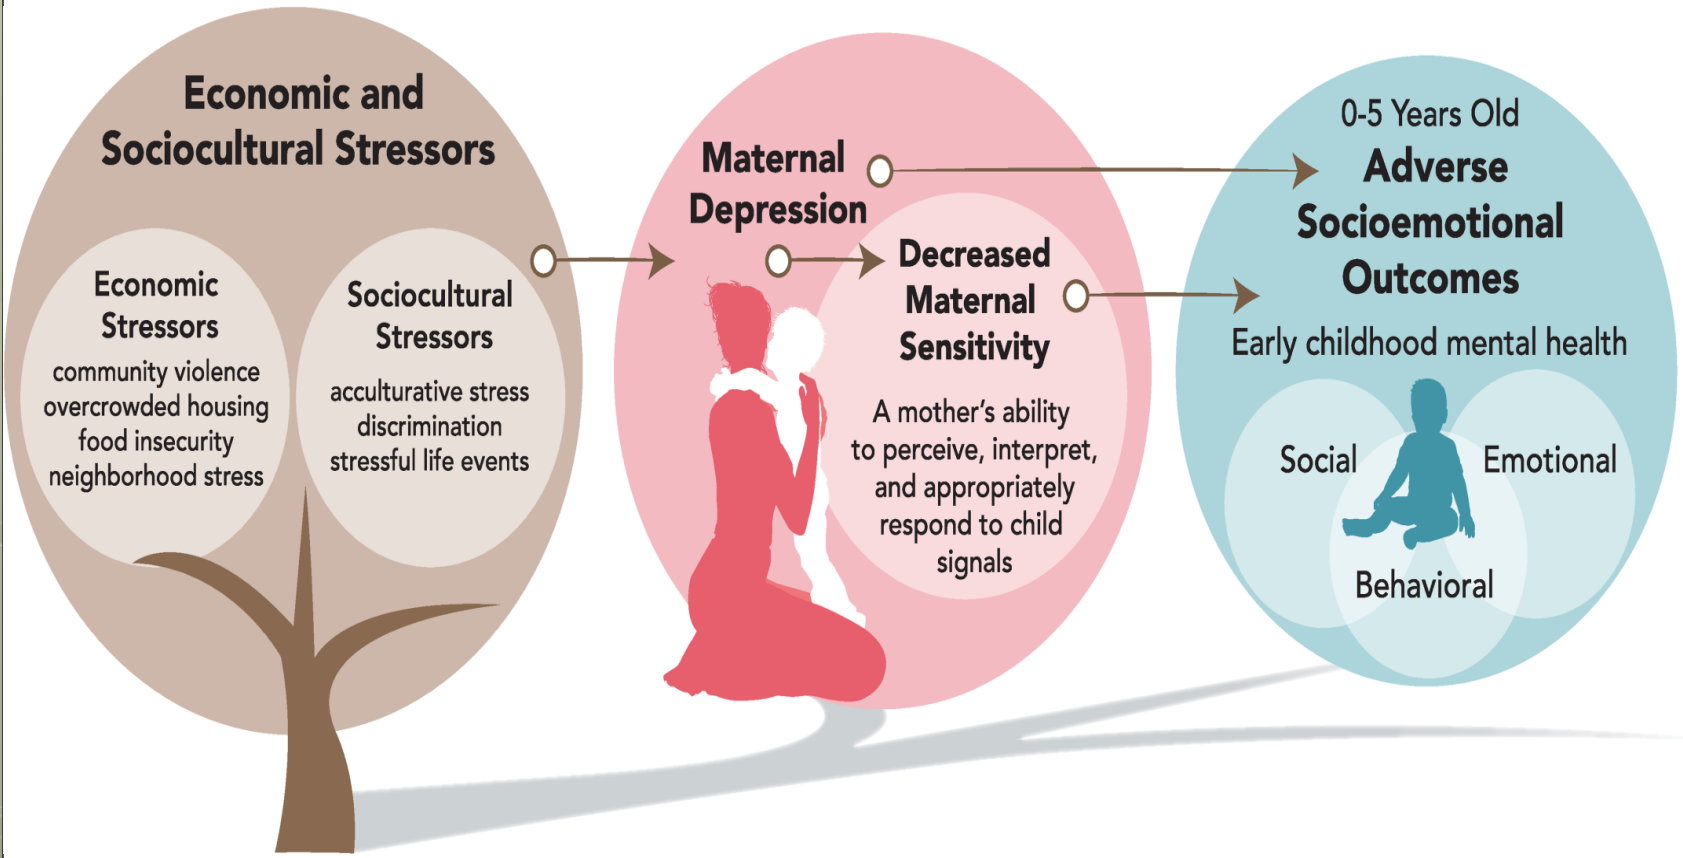 Economic and
Sociocultural Stressors
Economic
Stressors
community violence
overcrowded housing
food insecurity
neighborhood stress
Sociocultural
Stressors
acculturative stress
discrimination
stressful life events
Maternal
Depression
Decreased
Maternal
Sensitivity
A mother's ability
to perceive, interpret,
and appropriately
respond to child
signals
0-5 Years Old
Adverse
Socioemotional
Outcomes
Early childhood mental health
Social
Emotional
Behavioral